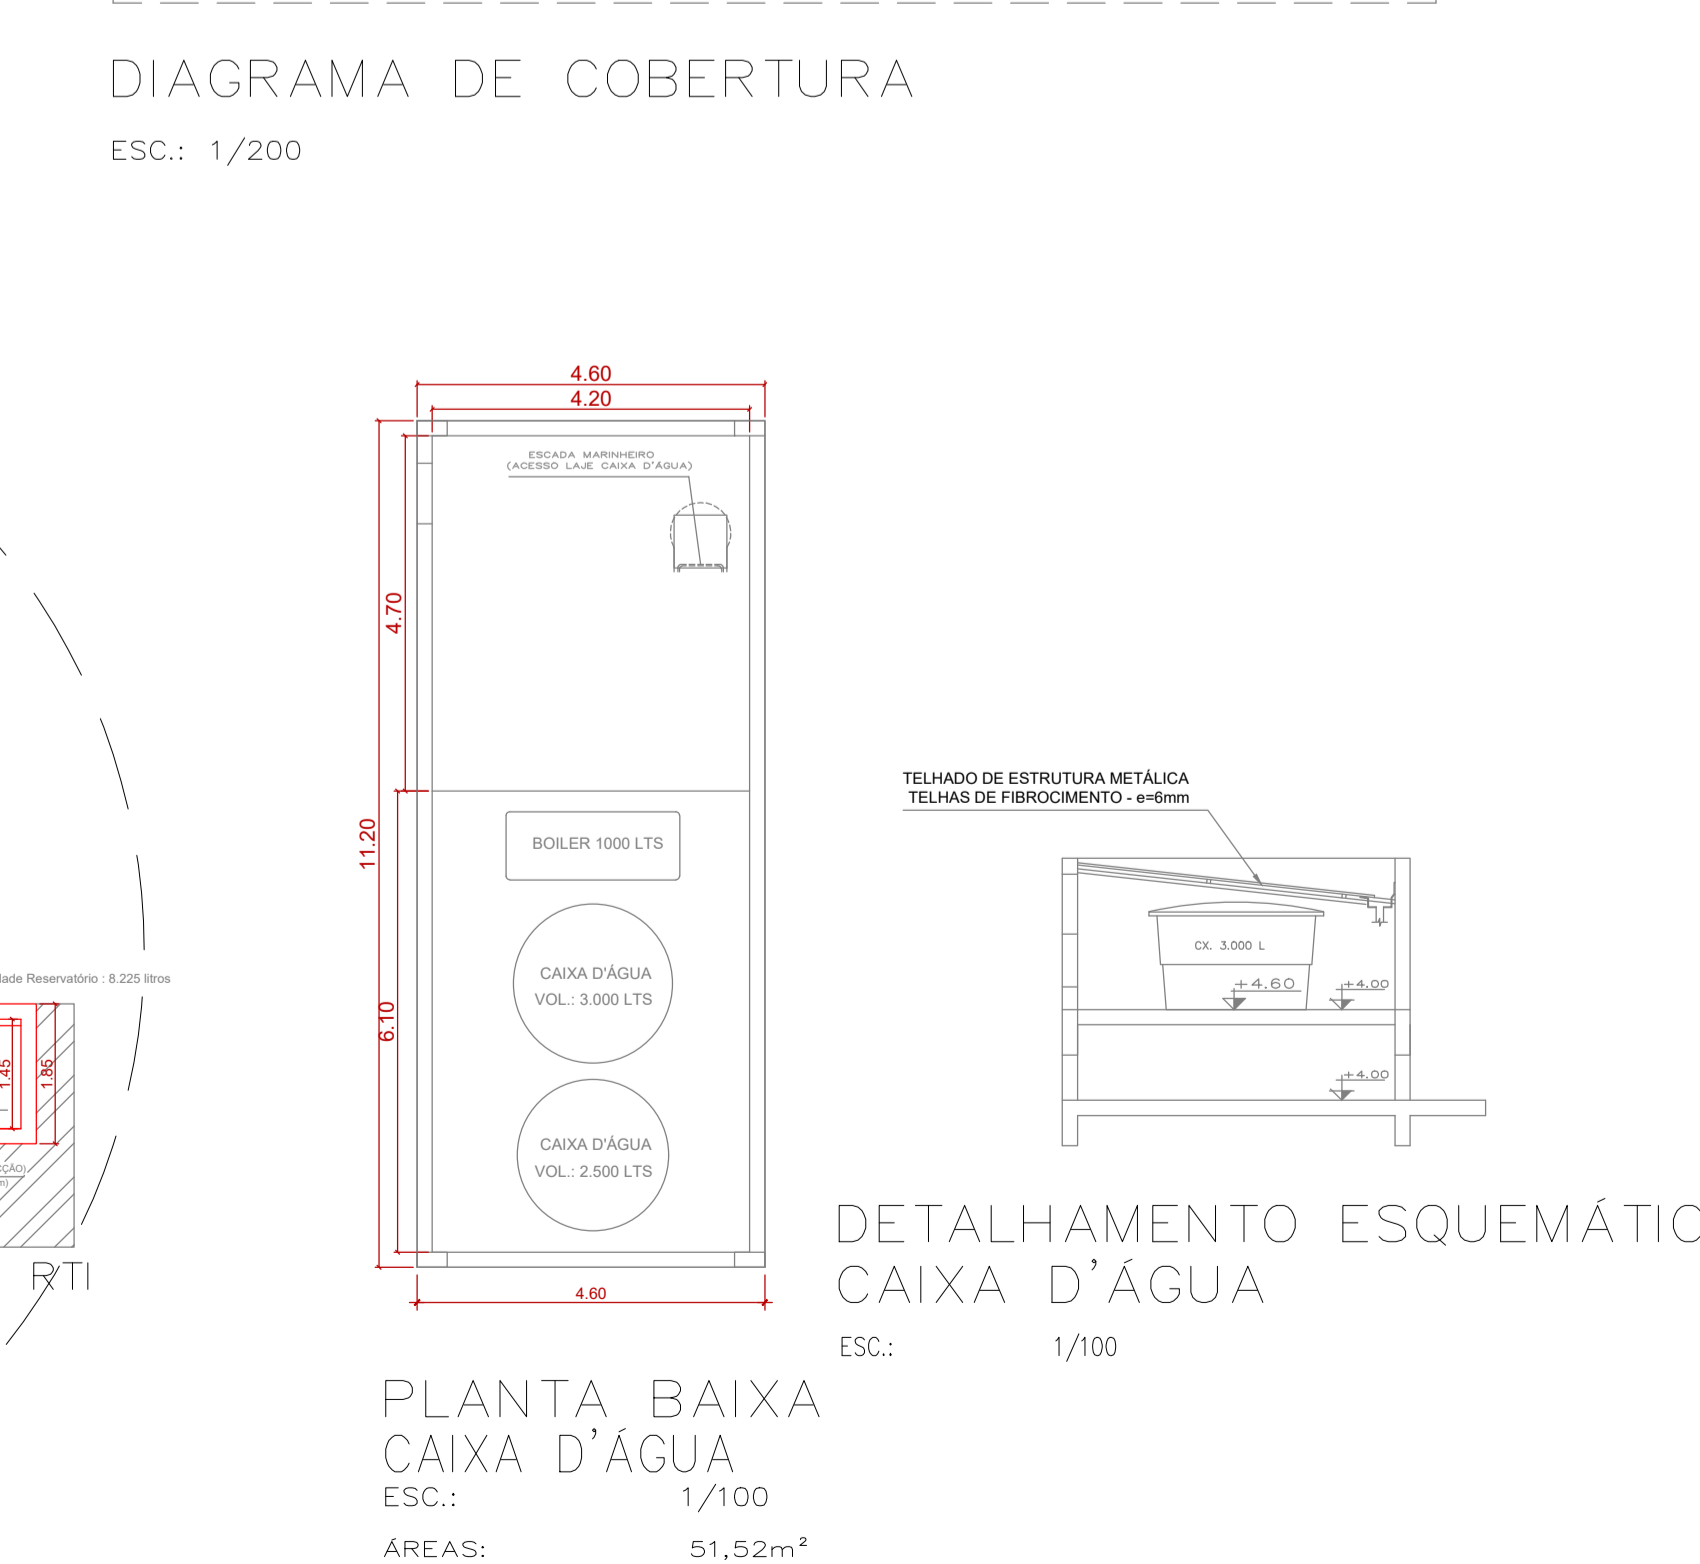 DIAGRAMA DE COBERTURA
ESC.: 1/200
4.60
4.20
ESCADA MARINHEIRO
(ACESSO LAJE CAIXA D'ÁGUA)
4.70
11.20
6.10
BOILER 1000 LTS
CAIXA D'ÁGUA
VOL.: 3.000 LTS
CAIXA D'ÁGUA
VOL.: 2.500 LTS
4.60
TELHADO DE ESTRUTURA METÁLICA
TELHAS DE FIBROCIMENTO - e=6mm
CX. 3.000 L
+4.60
+4.00
+4.00
dade Reservatório : 8.225 litros
1.45
1.85
CÇÃO)
m)
RTI
DETALHAMENTO ESQUEMÁTIC
CAIXA D'ÁGUA
ESC.: 1/100
PLANTA BAIXA
CAIXA D'ÁGUA
ESC.: 1/100
ÁREAS: 51,52m²